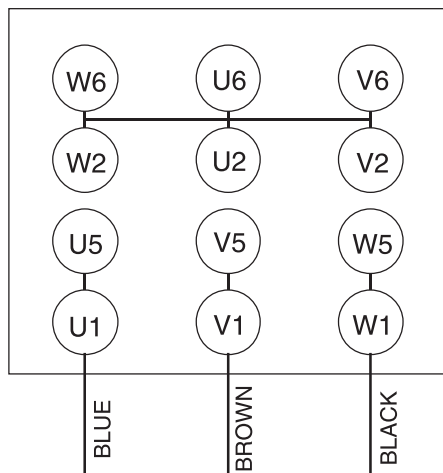 W6 U6 V6
W2 U2 V2
U5 V5 W5
U1 V1 W1
BLUE
BROWN
BLACK